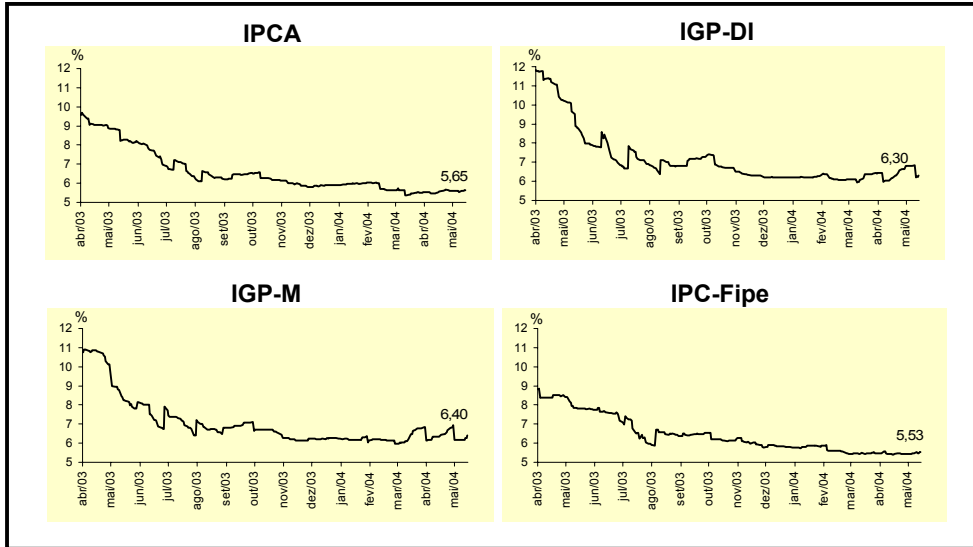 IPCA
%
12
11
10
9
8
7
6
5
5,65
abr/03
mai/03
jun/03
jul/03
ago/03
set/03
out/03
nov/03
dez/03
jan/04
fev/04
mar/04
abr/04
mai/04
IGP-DI
%
12
11
10
9
8
7
6
5
6,30
abr/03
mai/03
jun/03
jul/03
ago/03
set/03
out/03
nov/03
dez/03
jan/04
fev/04
mar/04
abr/04
mai/04
IGP-M
%
12
11
10
9
8
7
6
5
6,40
abr/03
mai/03
jun/03
jul/03
ago/03
set/03
out/03
nov/03
dez/03
jan/04
fev/04
mar/04
abr/04
mai/04
IPC-Fipe
%
12
11
10
9
8
7
6
5
5,53
abr/03
mai/03
jun/03
jul/03
ago/03
set/03
out/03
nov/03
dez/03
jan/04
fev/04
mar/04
abr/04
mai/04